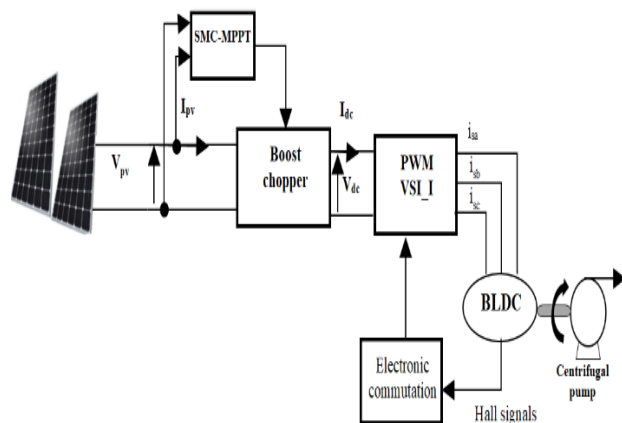 SMC-MPPT
Ipv
Idc
Vpv
Boost
chopper
Vdc
PWM
VSI_I
isa
isb
isc
BLDC
Electronic
commutation
Hall signals
Centrifugal
pump